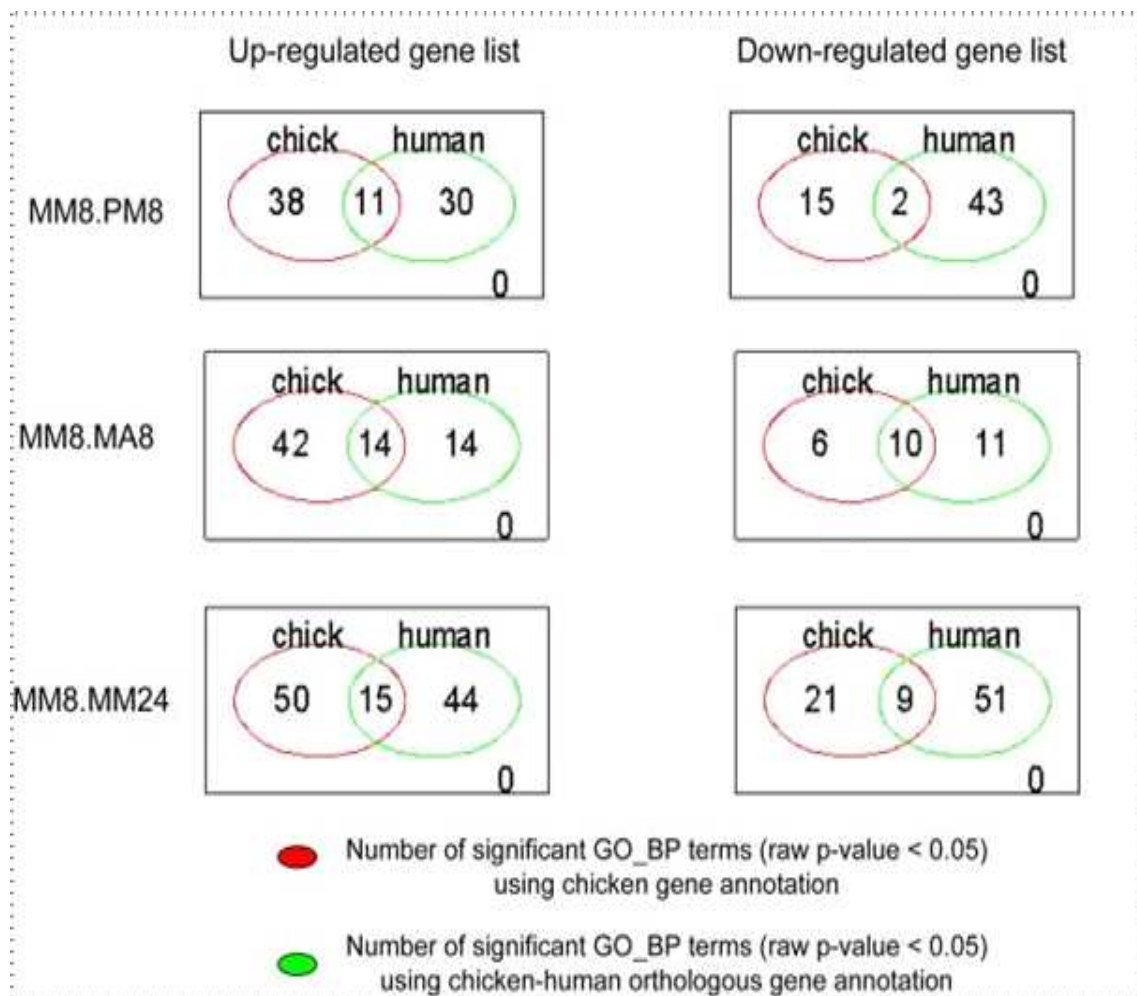 Up-regulated gene list
Down-regulated gene list
MM8.PM8
chick human
38 11 30
0
chick human
15 2 43
0
MM8.MA8
chick human
42 14 14
0
chick human
6 10 11
0
MM8.MM24
chick human
50 15 44
0
chick human
21 9 51
0
Number of significant GO_BP terms (raw p-value < 0.05)
using chicken gene annotation
Number of significant GO_BP terms (raw p-value < 0.05)
using chicken-human orthologous gene annotation